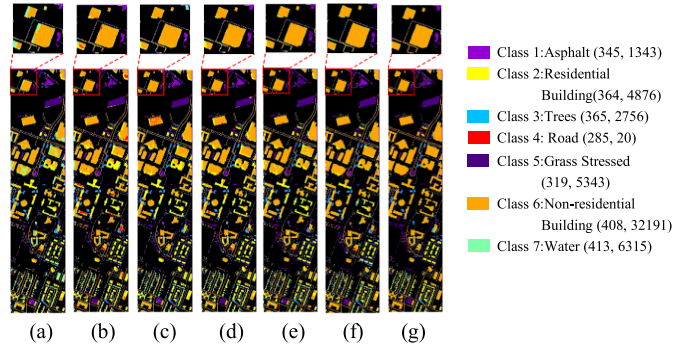 Class 1:Asphalt (345, 1343)
Class 2:Residential
Building(364, 4876)
Class 3:Trees (365, 2756)
Class 4: Road (285, 20)
Class 5:Grass Stressed
(319, 5343)
Class 6:Non-residential
Building (408, 32191)
Class 7:Water (413, 6315)
(a) (b) (c) (d) (e) (f) (g)